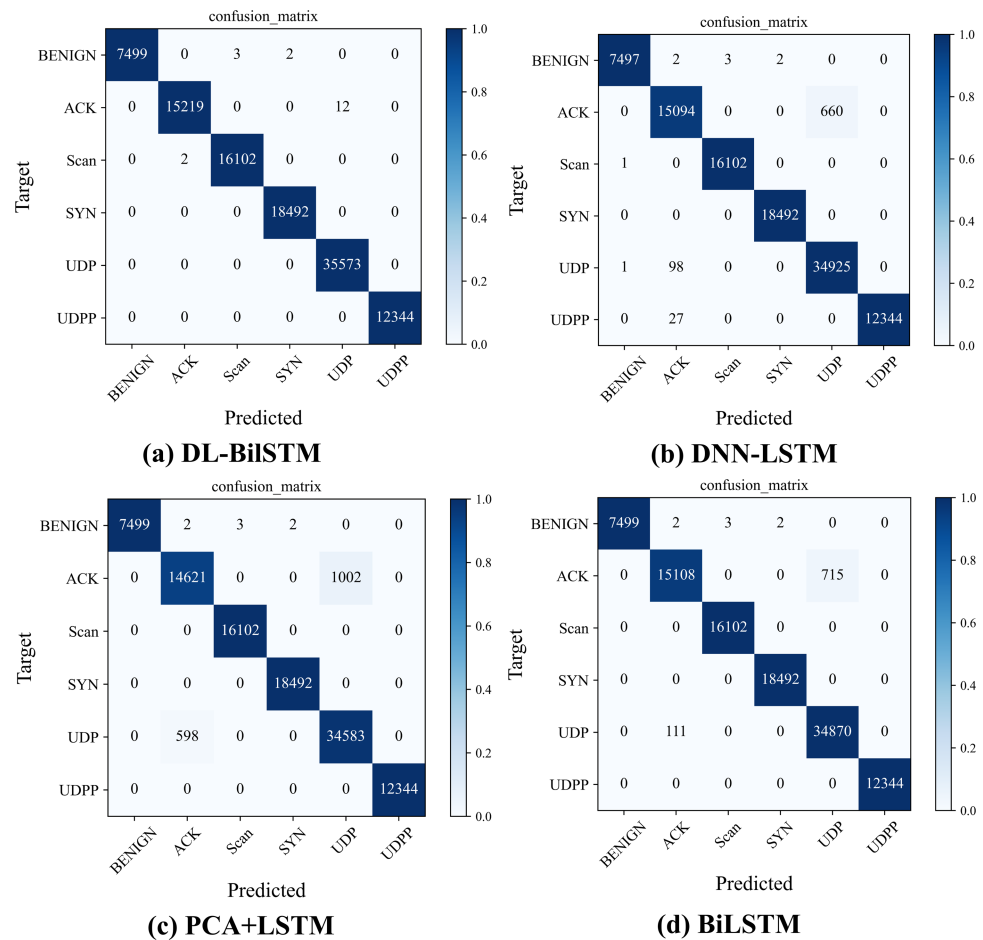 confusion_matrix
BENIGN 7499 0 3 2 0 0
ACK 0 15219 0 0 12 0
Scan 0 2 16102 0 0 0
SYN 0 0 0 18492 0 0
UDP 0 0 0 0 35573 0
UDPP 0 0 0 0 0 12344
BENIGN ACK Scan SYN UDP UDPP
Target
Predicted
1.0
0.8
0.6
0.4
0.2
0.0
(a) DL-BilSTM
confusion_matrix
BENIGN 7497 2 3 2 0 0
ACK 0 15094 0 0 660 0
Scan 1 0 16102 0 0 0
SYN 0 0 0 18492 0 0
UDP 1 98 0 0 34925 0
UDPP 0 27 0 0 0 12344
BENIGN ACK Scan SYN UDP UDPP
Target
Predicted
1.0
0.8
0.6
0.4
0.2
0.0
(b) DNN-LSTM
confusion_matrix
BENIGN 7499 2 3 2 0 0
ACK 0 14621 0 0 1002 0
Scan 0 0 16102 0 0 0
SYN 0 0 0 18492 0 0
UDP 0 598 0 0 34583 0
UDPP 0 0 0 0 0 12344
BENIGN ACK Scan SYN UDP UDPP
Target
Predicted
1.0
0.8
0.6
0.4
0.2
0.0
(c) PCA+LSTM
confusion_matrix
BENIGN 7499 2 3 2 0 0
ACK 0 15108 0 0 715 0
Scan 0 0 16102 0 0 0
SYN 0 0 0 18492 0 0
UDP 0 111 0 0 34870 0
UDPP 0 0 0 0 0 12344
BENIGN ACK Scan SYN UDP UDPP
Target
Predicted
1.0
0.8
0.6
0.4
0.2
0.0
(d) BiLSTM